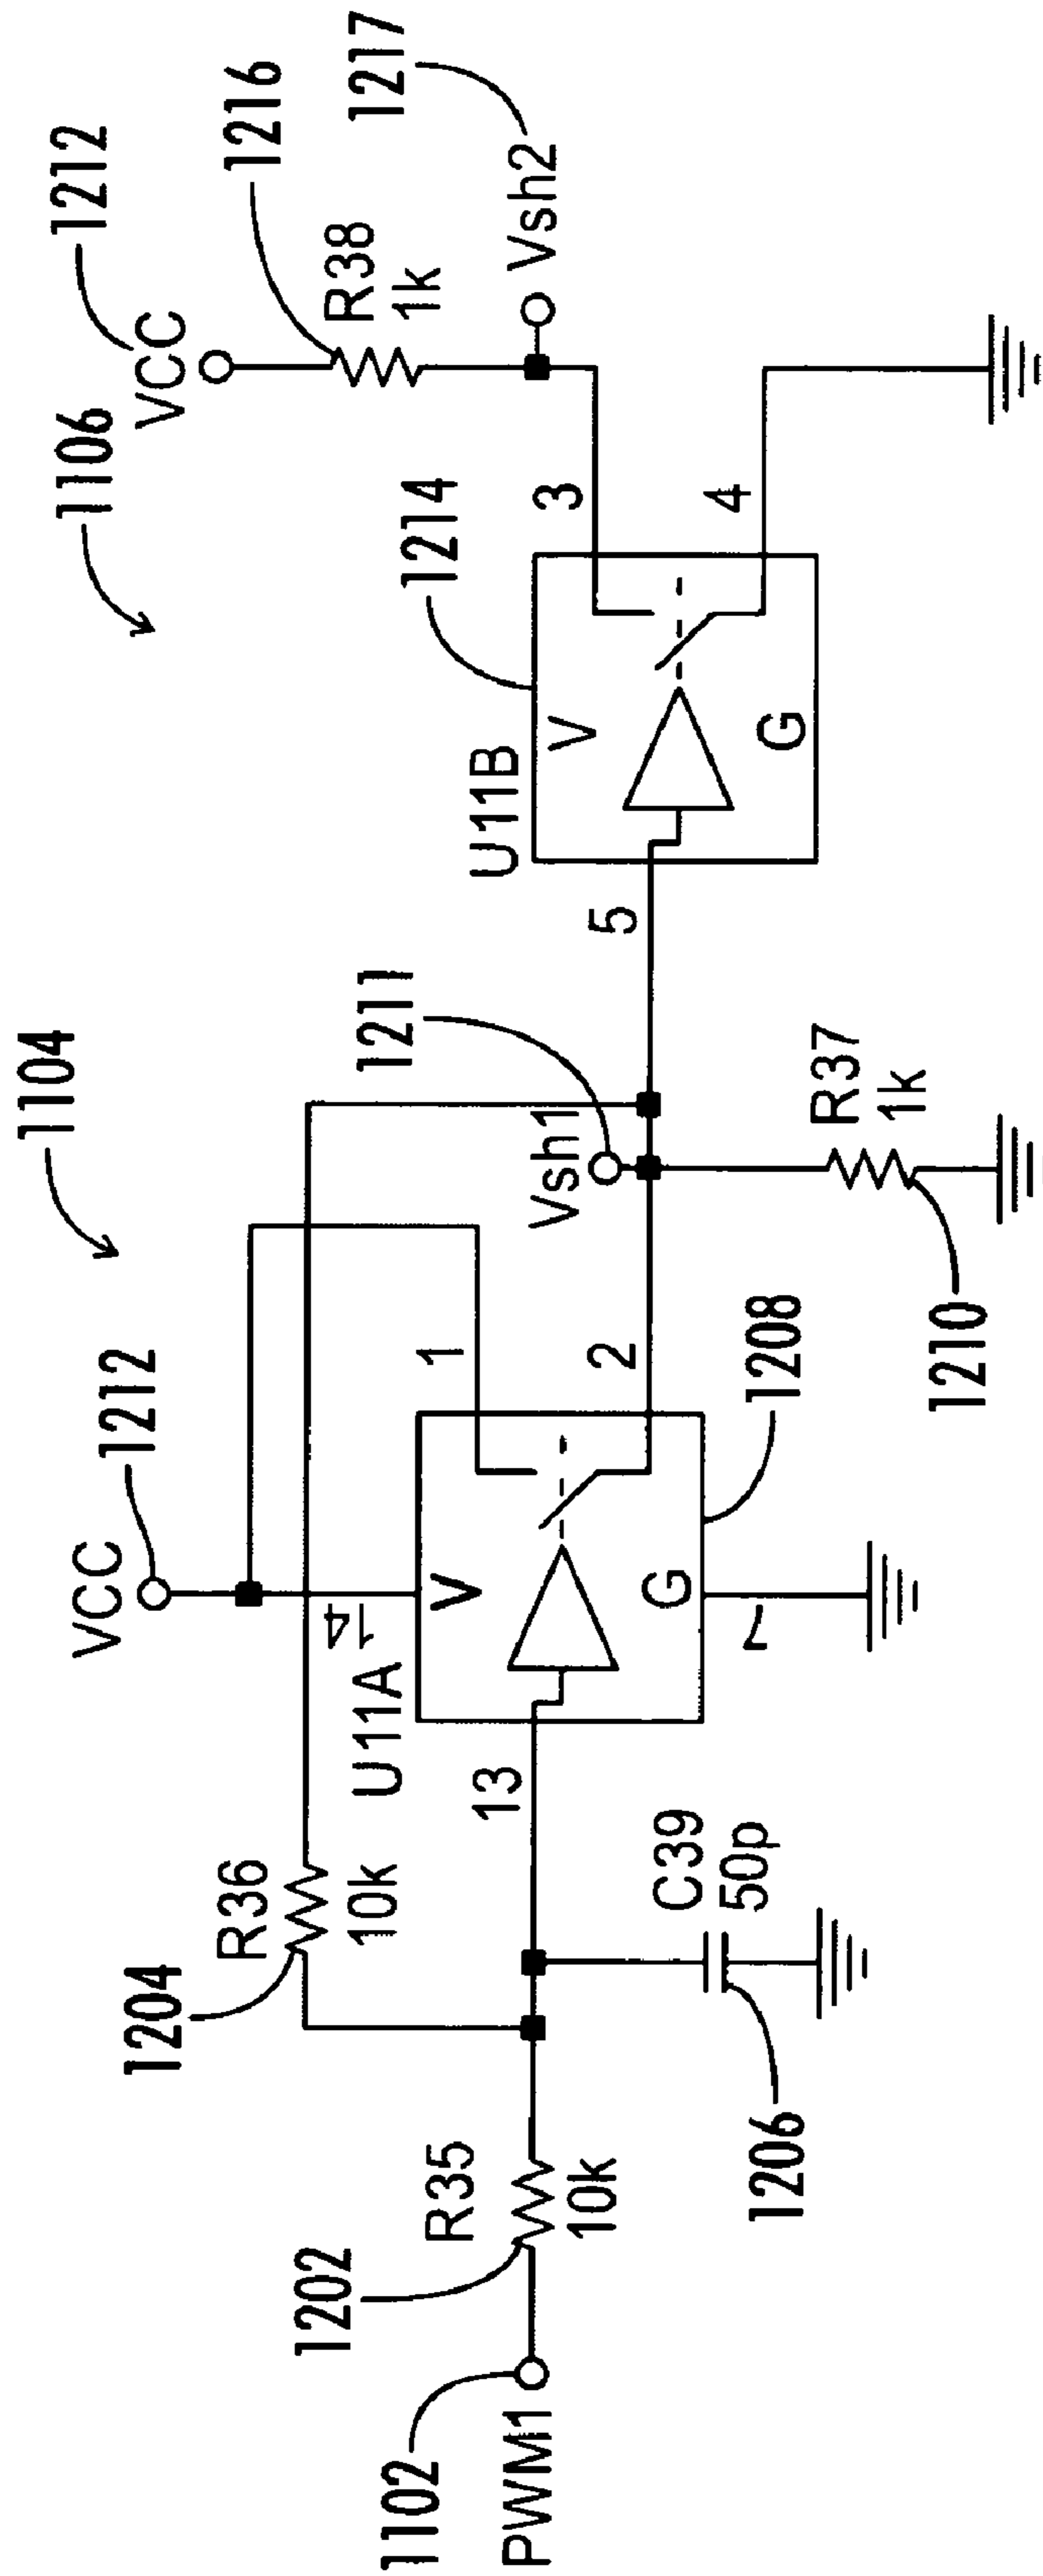 1104
1106
VCC
1212
VCC
1212
1216
R38
1k
1217
Vsh2
1204
R36
10k
14
U11A
V
G
7
1
2
1208
Vsh1
1211
U11B
V
G
1214
3
4
5
1102
PWM1
1202
R35
10k
13
C39
50p
1206
R37
1k
1210